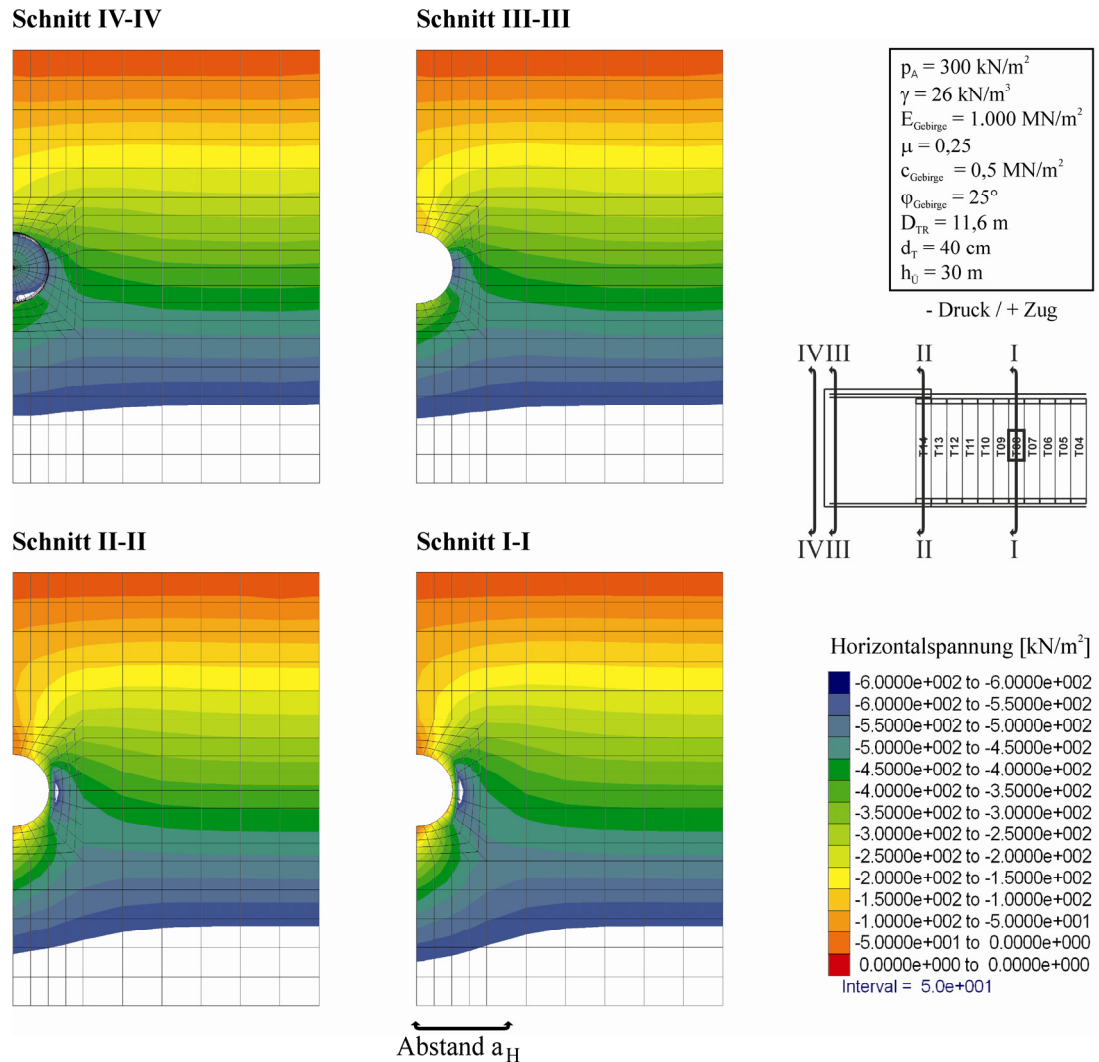 Schnitt IV-IV
Schnitt III-III
p_A = 300 kN/m²
γ = 26 kN/m³
E_Gebirge = 1.000 MN/m²
μ = 0,25
c_Gebirge = 0,5 MN/m²
φ_Gebirge = 25°
D_TR = 11,6 m
d_T = 40 cm
h_Ü = 30 m
- Druck / + Zug
IV III II I
T14 T13 T12 T11 T10 T09 T08 T07 T06 T05 T04
IV III II I
Schnitt II-II
Schnitt I-I
Horizontalspannung [kN/m²]
-6.0000e+002 to -6.0000e+002
-6.0000e+002 to -5.5000e+002
-5.5000e+002 to -5.0000e+002
-5.0000e+002 to -4.5000e+002
-4.5000e+002 to -4.0000e+002
-4.0000e+002 to -3.5000e+002
-3.5000e+002 to -3.0000e+002
-3.0000e+002 to -2.5000e+002
-2.5000e+002 to -2.0000e+002
-2.0000e+002 to -1.5000e+002
-1.5000e+002 to -1.0000e+002
-1.0000e+002 to -5.0000e+001
-5.0000e+001 to 0.0000e+000
0.0000e+000 to 0.0000e+000
Interval = 5.0e+001
Abstand a_H